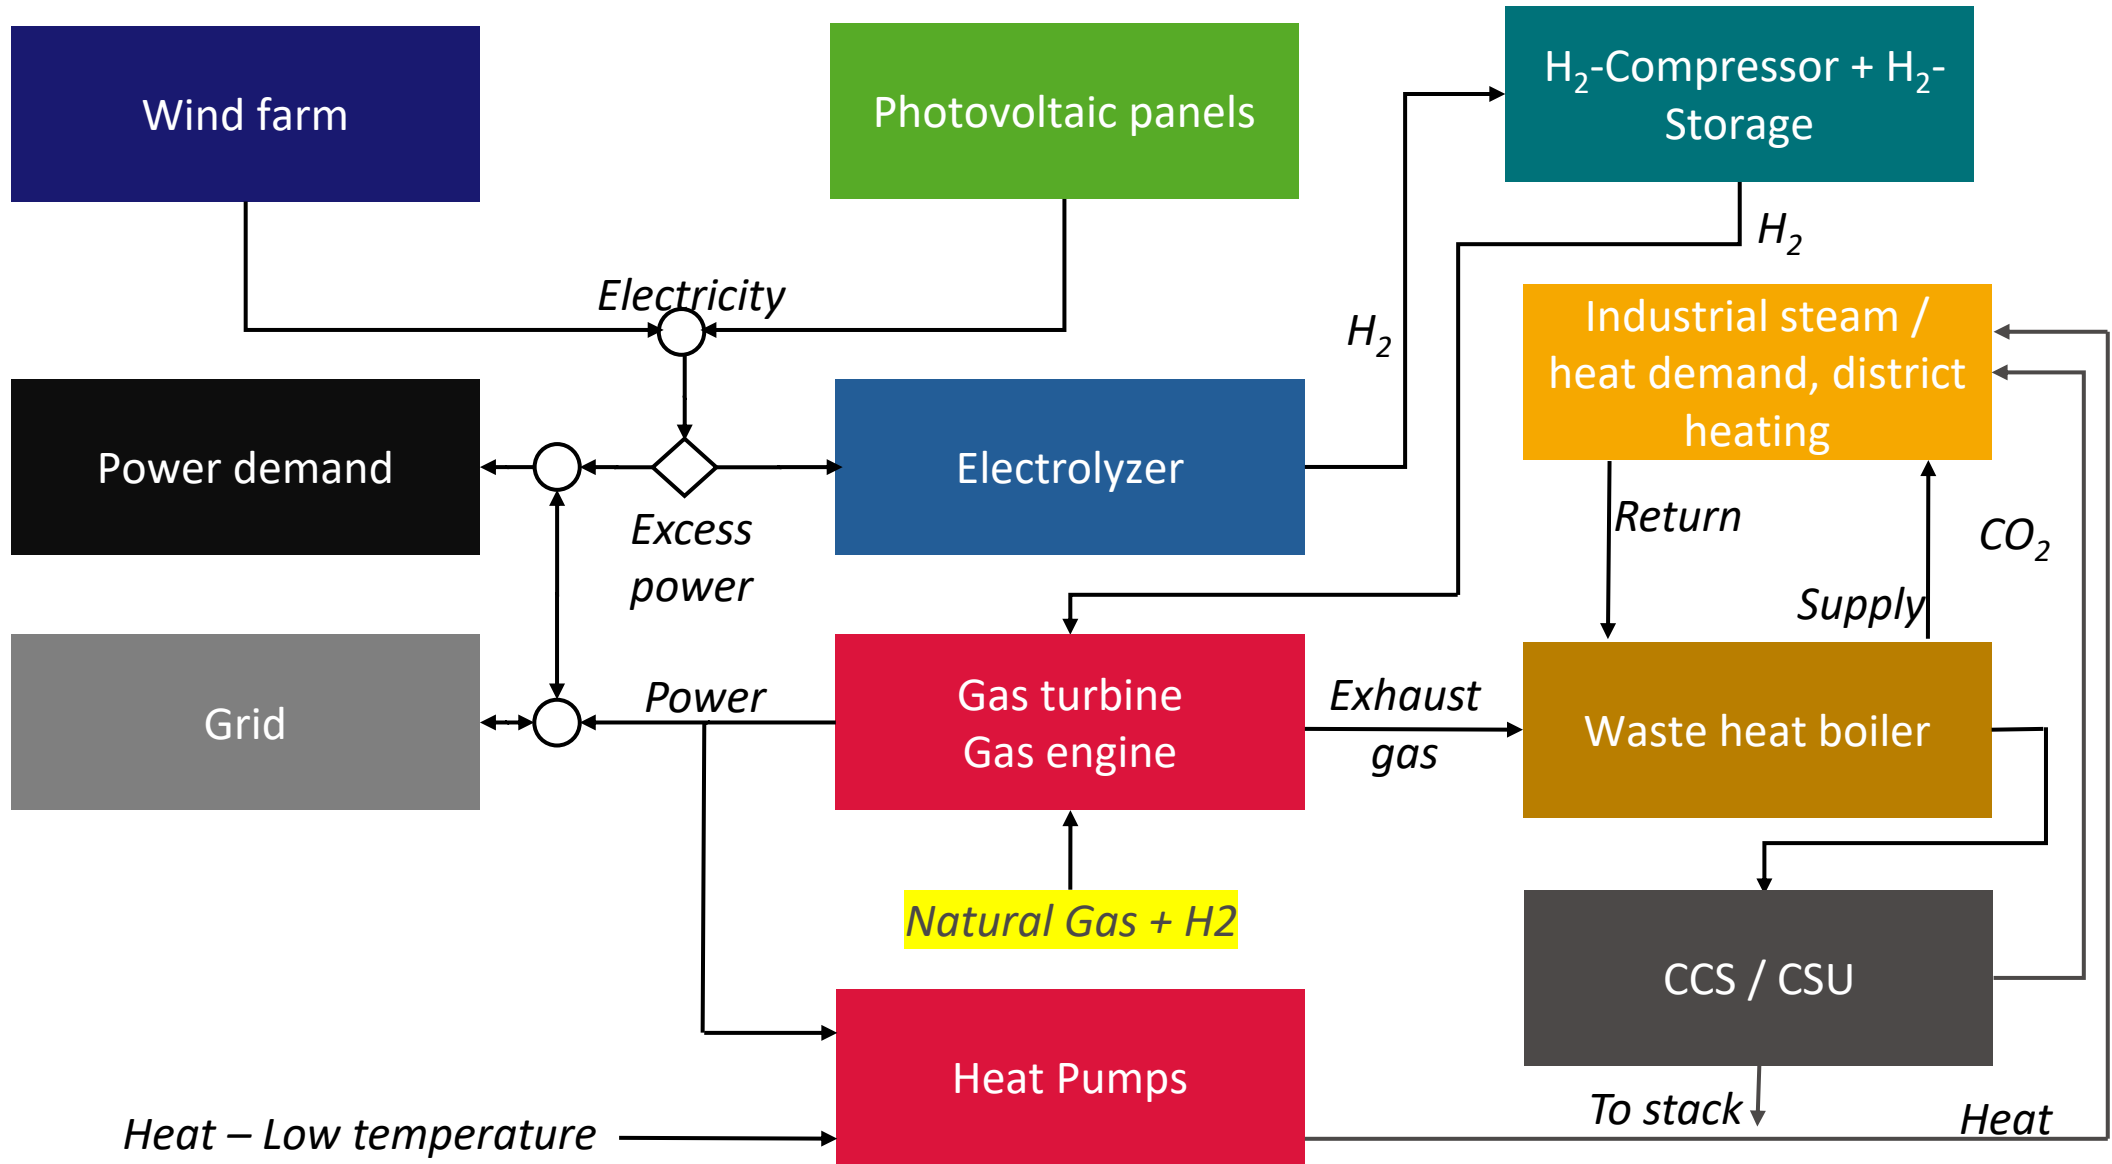 Wind farm
Photovoltaic panels
H₂-Compressor + H₂-
Storage
H₂
Electricity
H₂
Industrial steam /
heat demand, district
heating
Power demand
Electrolyzer
Excess
power
Return
CO₂
Supply
Grid
Power
Gas turbine
Gas engine
Exhaust
gas
Waste heat boiler
Natural Gas + H2
CCS / CSU
Heat Pumps
To stack
Heat
Heat – Low temperature